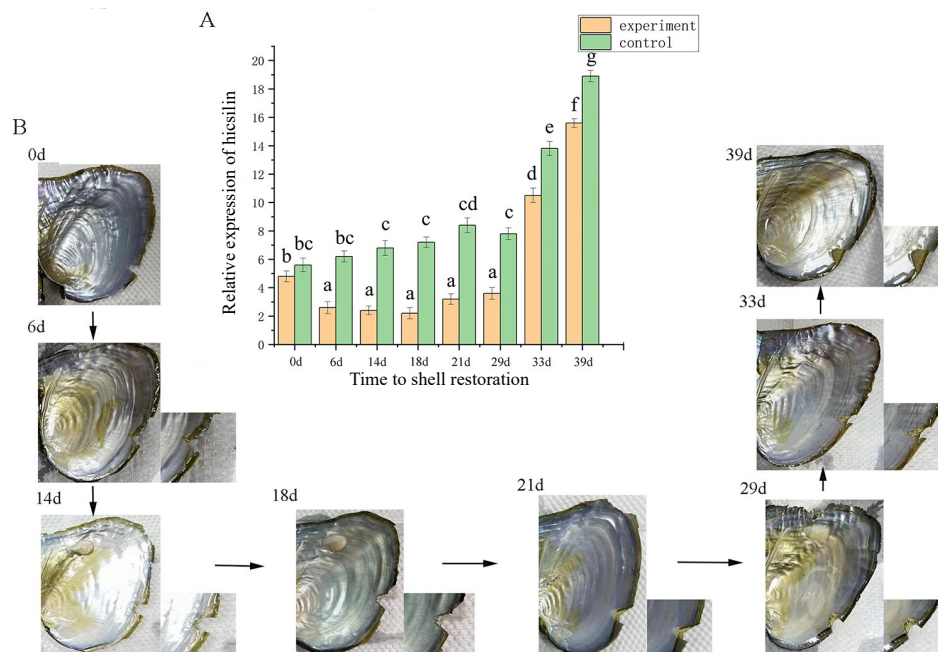 A
experiment
control
Relative expression of hicsilin
20
18
16
14
12
10
8
6
4
2
0
b
bc
a
bc
a
c
a
c
a
cd
a
c
d
e
f
g
0d
6d
14d
18d
21d
29d
33d
39d
Time to shell restoration
B
0d
6d
14d
18d
21d
29d
33d
39d